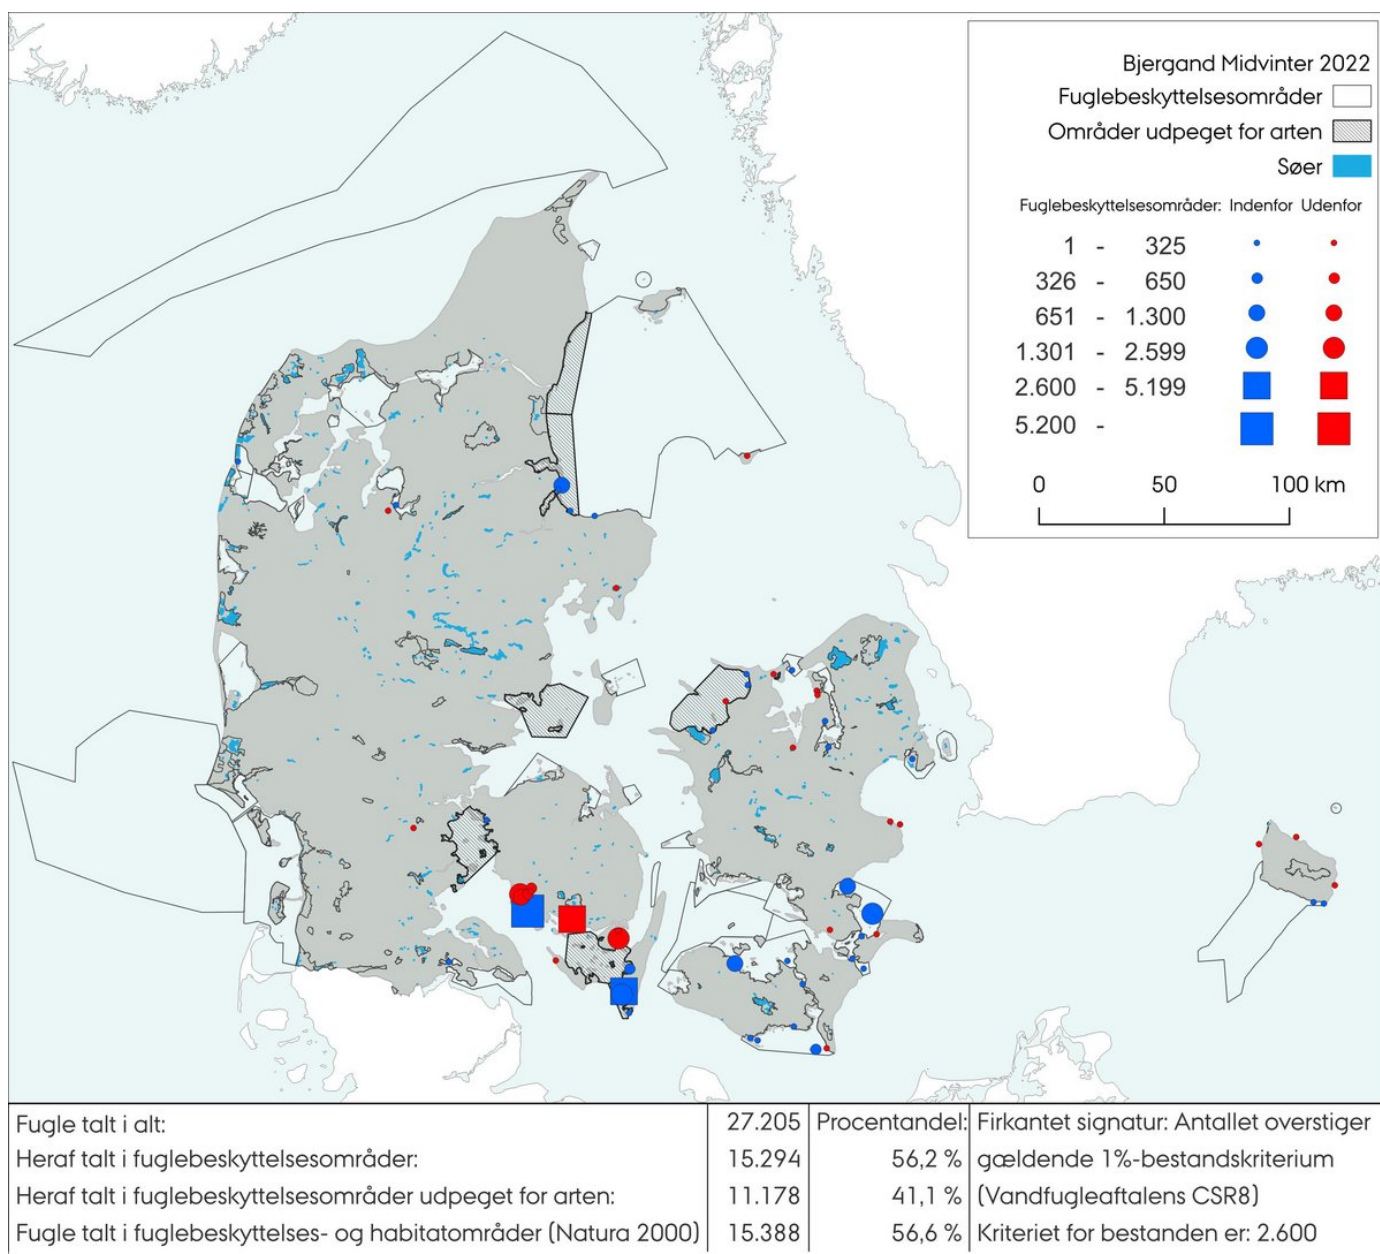 Bjergand Midvinter 2022
Fuglebeskyttelsesområder
Områder udpeget for arten
Søer
Fuglebeskyttelsesområder: Indenfor Udenfor
1 - 325
326 - 650
651 - 1.300
1.301 - 2.599
2.600 - 5.199
5.200 -
0 50 100 km
Fugle talt i alt: 27.205 Procentandel: Firkantet signatur: Antallet overstiger
Heraf talt i fuglebeskyttelsesområder: 15.294 56,2 % gældende 1%-bestandskriterium
Heraf talt i fuglebeskyttelsesområder udpeget for arten: 11.178 41,1 % (Vandfugleaftalens CSR8)
Fugle talt i fuglebeskyttelses- og habitatområder (Natura 2000) 15.388 56,6 % Kriteriet for bestanden er: 2.600